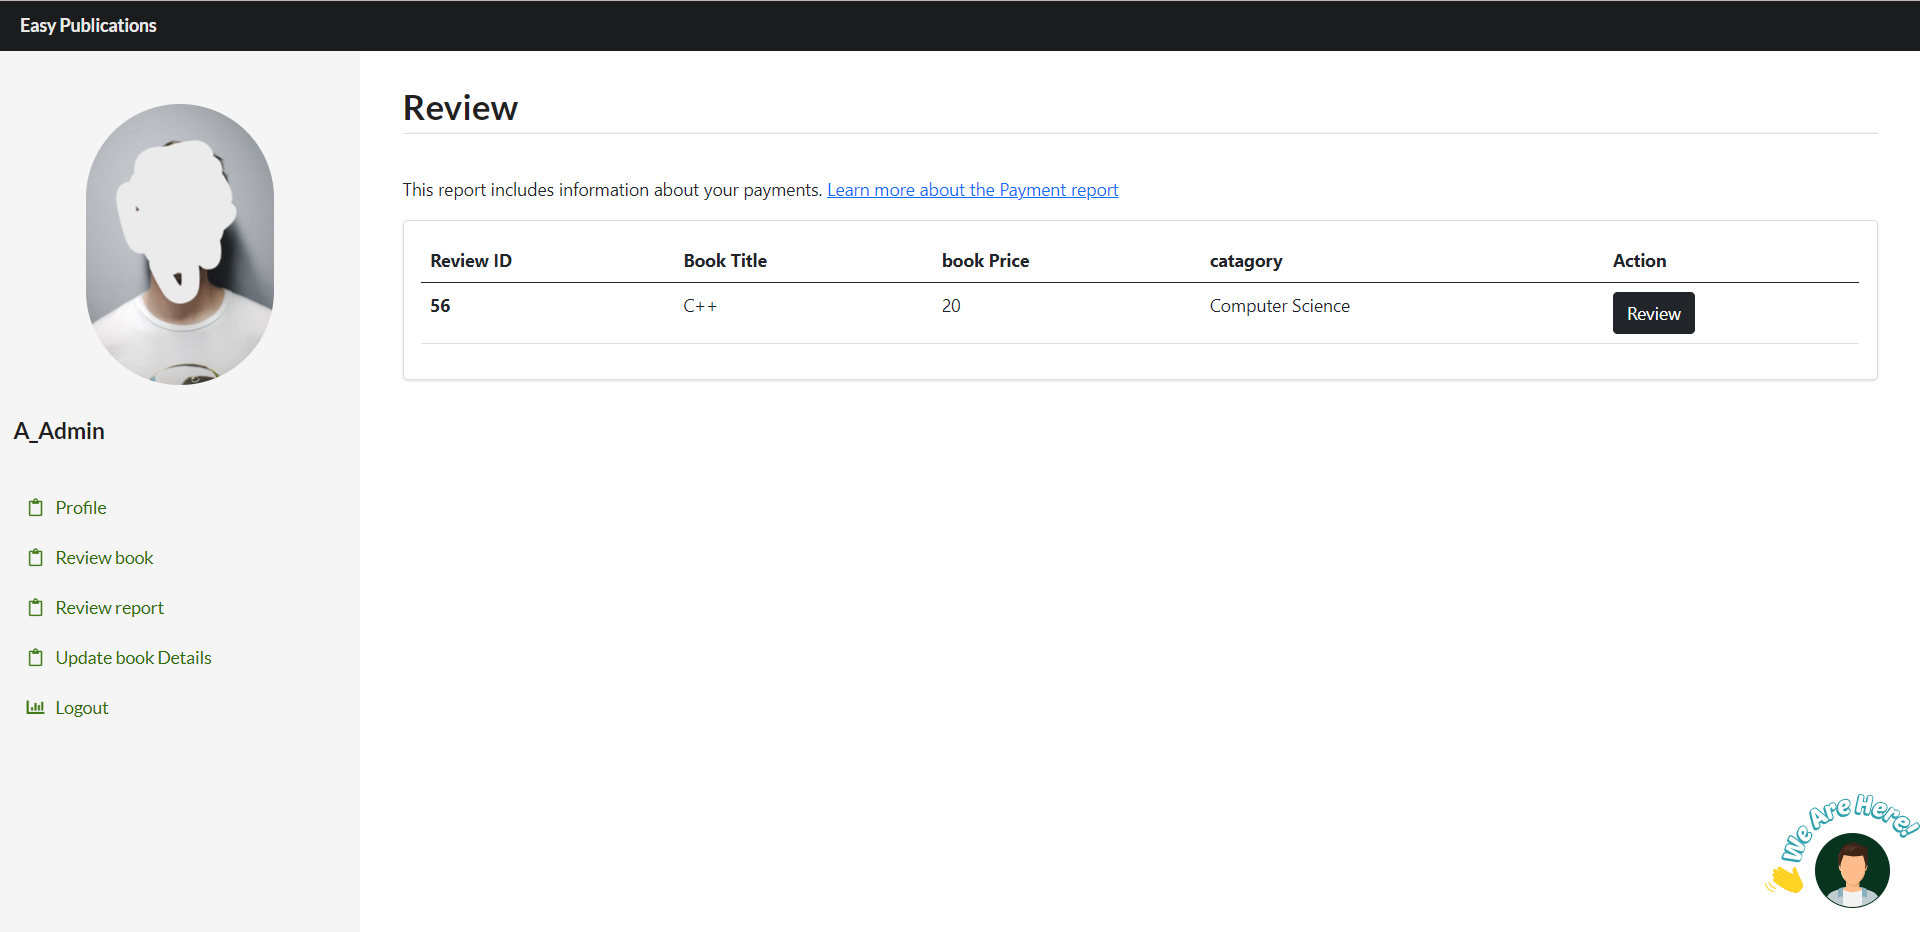 Easy Publications
A_Admin
Profile
Review book
Review report
Update book Details
Logout
Review
This report includes information about your payments. Learn more about the Payment report
Review ID Book Title book Price catagory Action
56 C++ 20 Computer Science Review
We Are Here!